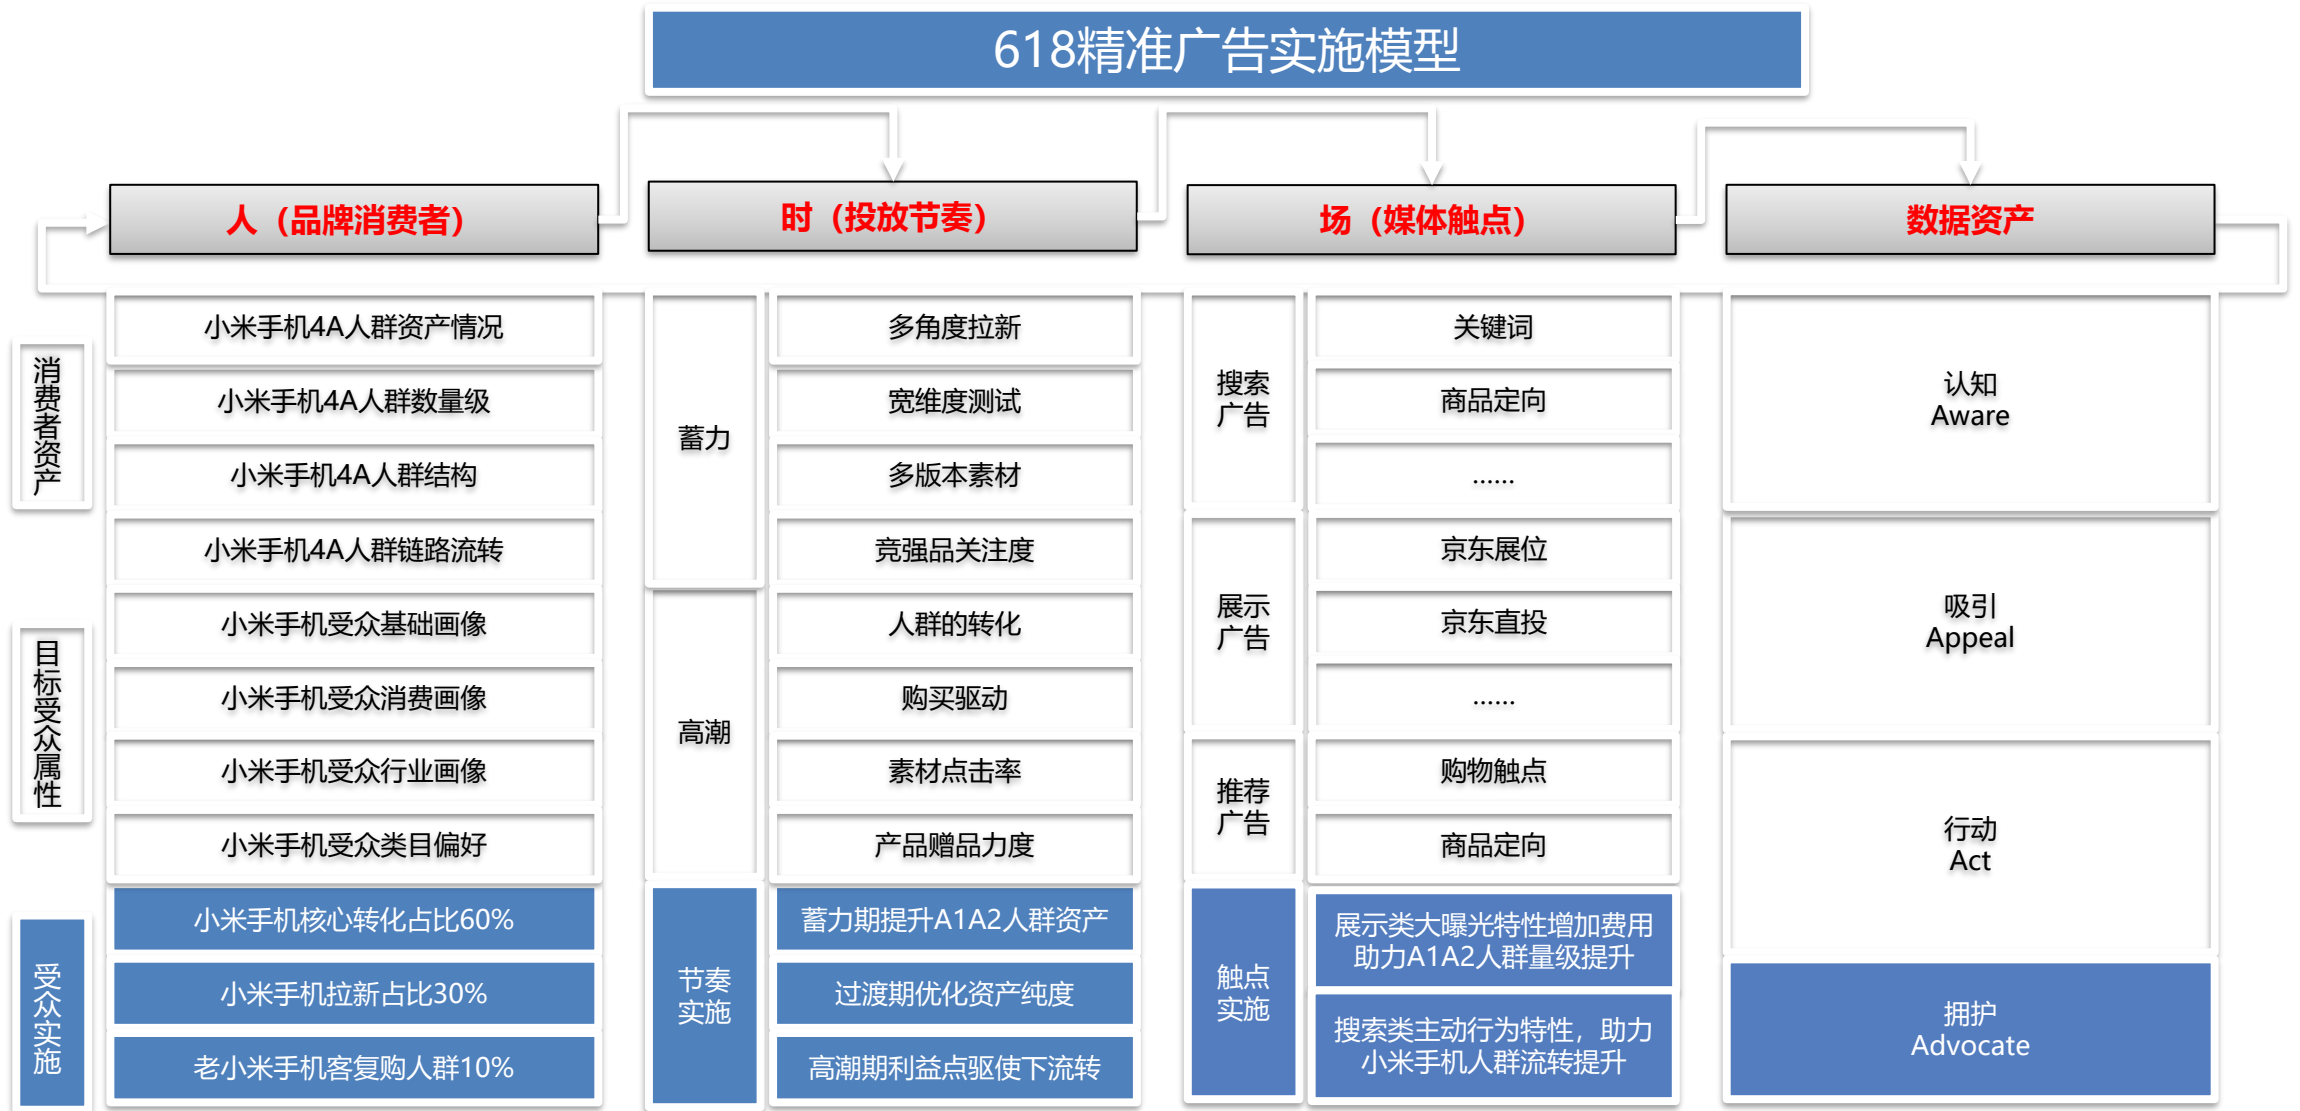 618精准广告实施模型
人（品牌消费者）
时（投放节奏）
场（媒体触点）
数据资产
消费者资产
小米手机4A人群资产情况
小米手机4A人群数量级
小米手机4A人群结构
小米手机4A人群链路流转
目标受众属性
小米手机受众基础画像
小米手机受众消费画像
小米手机受众行业画像
小米手机受众类目偏好
受众实施
小米手机核心转化占比60%
小米手机拉新占比30%
老小米手机客复购人群10%
蓄力
多角度拉新
宽维度测试
多版本素材
竞强品关注度
高潮
人群的转化
购买驱动
素材点击率
产品赠品力度
节奏
实施
蓄力期提升A1A2人群资产
过渡期优化资产纯度
高潮期利益点驱使下流转
搜索
广告
关键词
商品定向
……
展示
广告
京东展位
京东直投
……
推荐
广告
购物触点
商品定向
触点
实施
展示类大曝光特性增加费用
助力A1A2人群量级提升
搜索类主动行为特性，助力
小米手机人群流转提升
认知
Aware
吸引
Appeal
行动
Act
拥护
Advocate